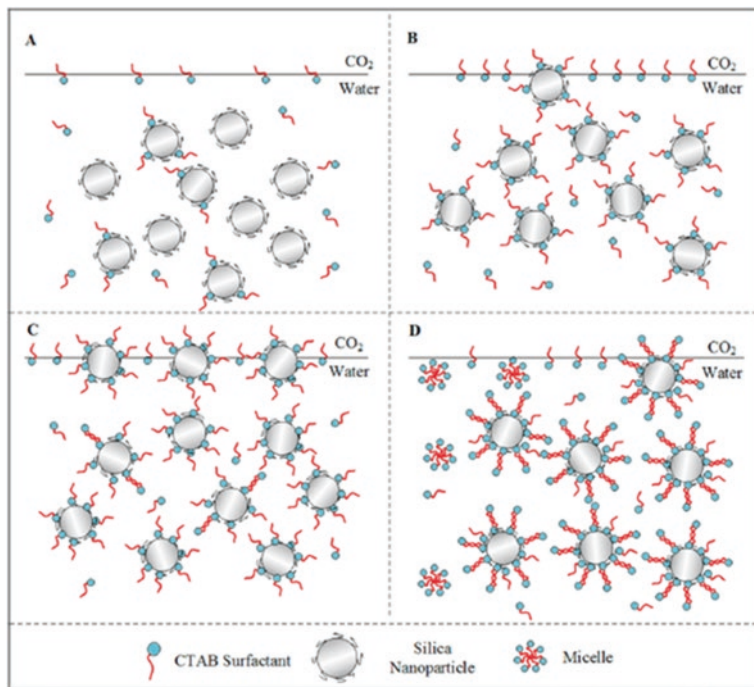 A
CO2
Water
B
CO2
Water
C
CO2
Water
D
CO2
Water
CTAB Surfactant
Silica
Nanoparticle
Micelle